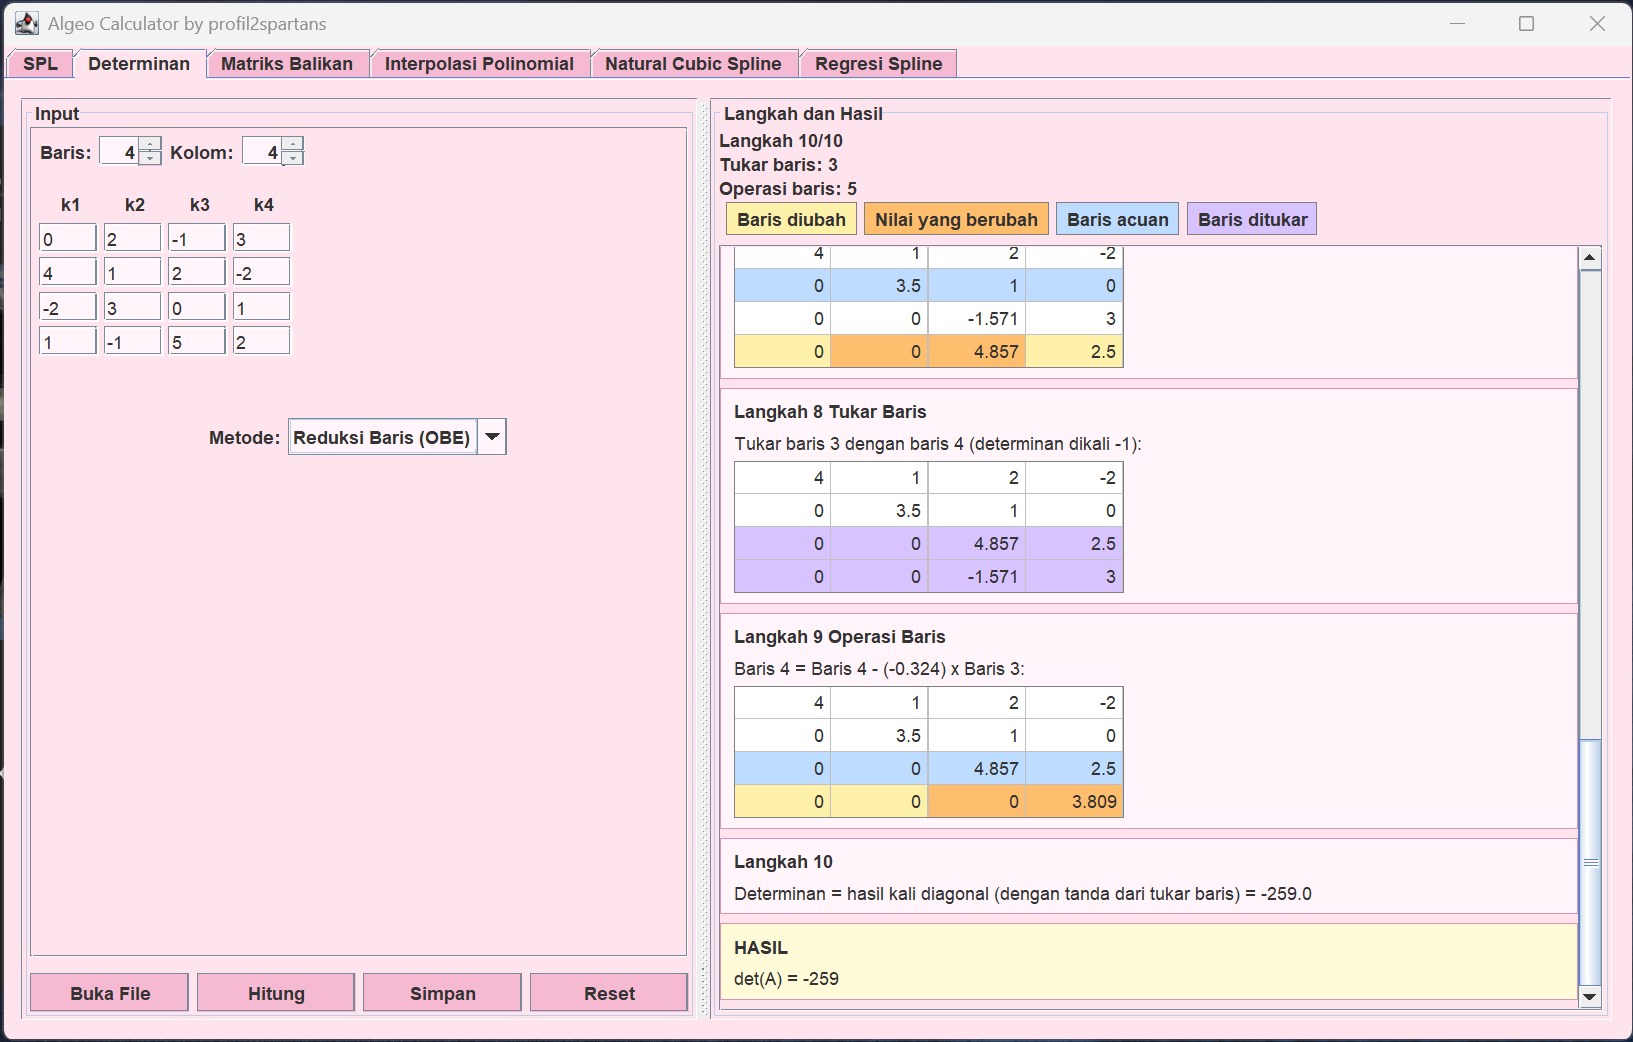 Algeo Calculator by profil2spartans
SPL Determinan Matriks Balikan Interpolasi Polinomial Natural Cubic Spline Regresi Spline
Input
Baris: 4 Kolom: 4
k1 k2 k3 k4
0 2 -1 3
4 1 2 -2
-2 3 0 1
1 -1 5 2
Metode: Reduksi Baris (OBE)
Buka File Hitung Simpan Reset
Langkah dan Hasil
Langkah 10/10
Tukar baris: 3
Operasi baris: 5
Baris diubah Nilai yang berubah Baris acuan Baris ditukar
4 1 2 -2
0 3.5 1 0
0 0 -1.571 3
0 0 4.857 2.5
Langkah 8 Tukar Baris
Tukar baris 3 dengan baris 4 (determinan dikali -1):
4 1 2 -2
0 3.5 1 0
0 0 4.857 2.5
0 0 -1.571 3
Langkah 9 Operasi Baris
Baris 4 = Baris 4 - (-0.324) x Baris 3:
4 1 2 -2
0 3.5 1 0
0 0 4.857 2.5
0 0 0 3.809
Langkah 10
Determinan = hasil kali diagonal (dengan tanda dari tukar baris) = -259.0
HASIL
det(A) = -259